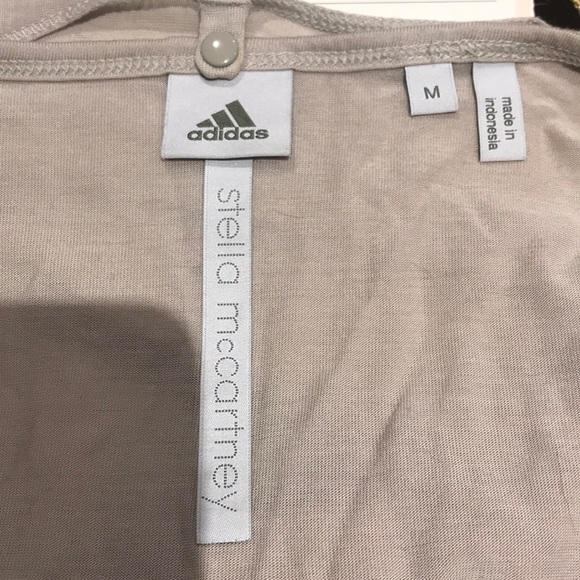 adidas
stella mccartney
M
made in
indonesia